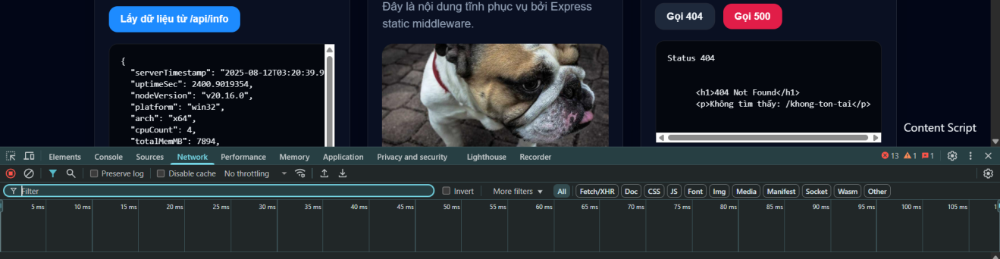 Lấy dữ liệu từ /api/info
{
"serverTimestamp": "2025-08-12T03:20:39.9
"uptimeSec": 2400.9019354,
"nodeVersion": "v20.16.0",
"platform": "win32",
"arch": "x64",
"cpuCount": 4,
"totalMemMB": 7894,
Đây là nội dung tĩnh phục vụ bởi Express
static middleware.
Gọi 404 Gọi 500
Status 404
<h1>404 Not Found</h1>
<p>Không tìm thấy: /khong-ton-tai</p>
Content Script
Elements Console Sources Network Performance Memory Application Privacy and security Lighthouse Recorder 13 1 1
Preserve log Disable cache No throttling
Filter Invert More filters All Fetch/XHR Doc CSS JS Font Img Media Manifest Socket Wasm Other
5 ms 10 ms 15 ms 20 ms 25 ms 30 ms 35 ms 40 ms 45 ms 50 ms 55 ms 60 ms 65 ms 70 ms 75 ms 80 ms 85 ms 90 ms 95 ms 100 ms 105 ms 1